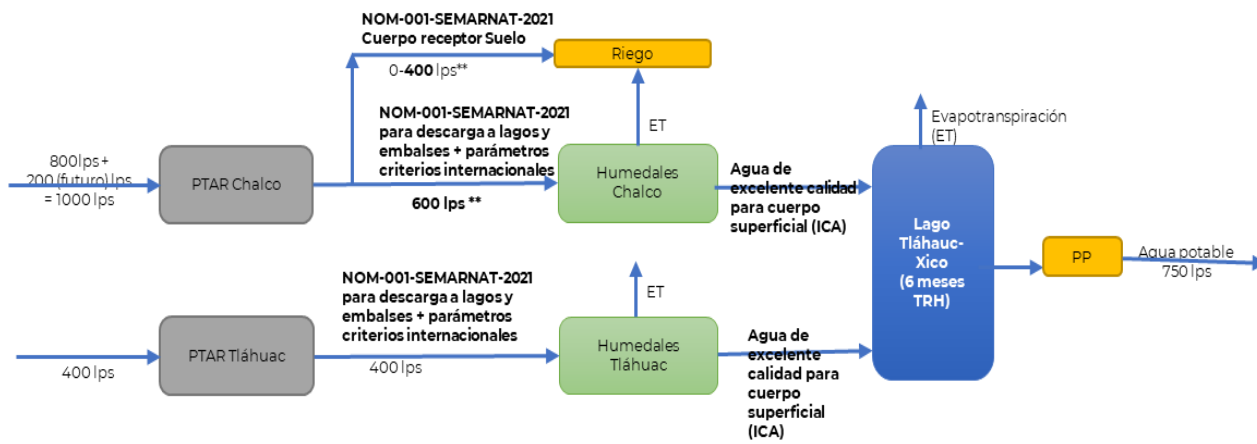 NOM-001-SEMARNAT-2021
Cuerpo receptor Suelo
0-400 lps**
Riego
NOM-001-SEMARNAT-2021
para descarga a lagos y
embalses + parámetros
criterios internacionales
600 lps **
ET
Evapotranspiración
(ET)
800lps +
200 (futuro) lps
= 1000 lps
PTAR Chalco
Humedales
Chalco
Agua de
excelente calidad
para cuerpo
superficial (ICA)
Lago
Tláhauc-
Xico
(6 meses
TRH)
PP
Agua potable
750 lps
NOM-001-SEMARNAT-2021
para descarga a lagos y
embalses + parámetros
criterios internacionales
400 lps
ET
400 lps
PTAR Tláhuac
Humedales
Tláhuac
Agua de
excelente
calidad para
cuerpo
superficial
(ICA)